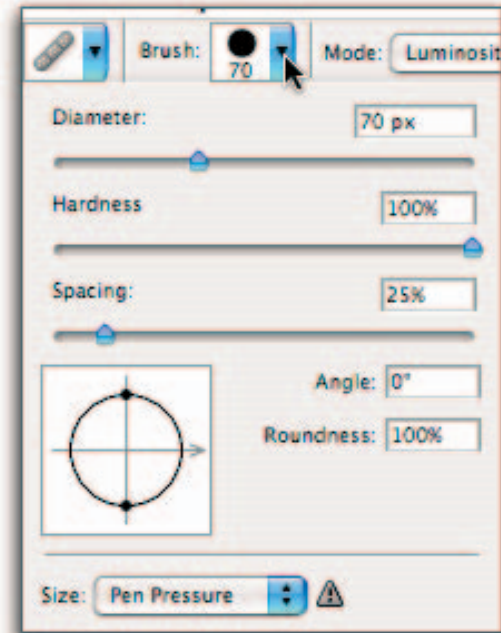 Brush: 70 Mode: Luminosit
Diameter: 70 px
Hardness 100%
Spacing: 25%
Angle: 0°
Roundness: 100%
Size: Pen Pressure